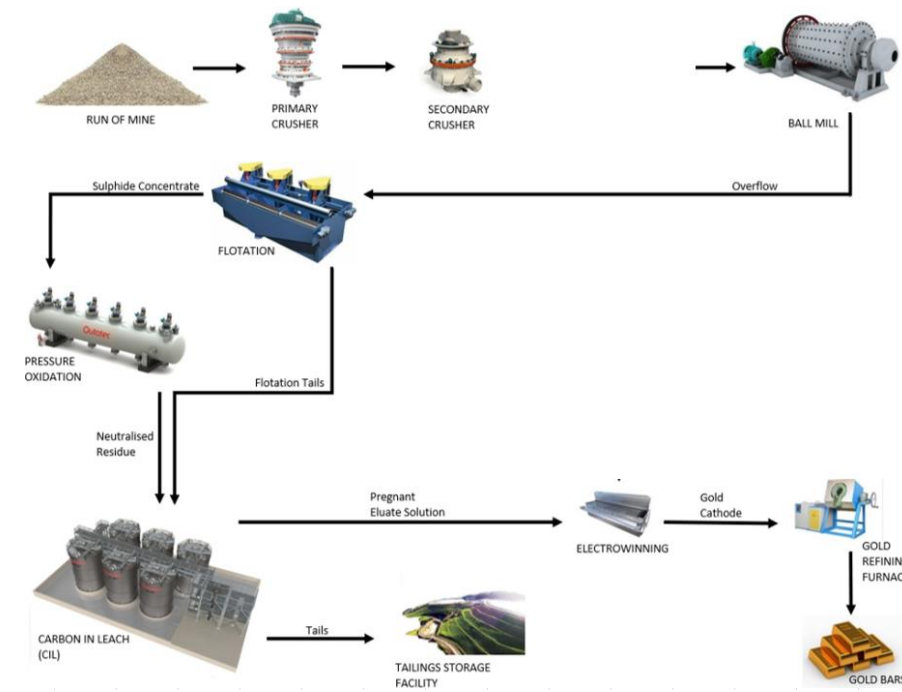 RUN OF MINE
PRIMARY
CRUSHER
SECONDARY
CRUSHER
BALL MILL
Sulphide Concentrate
Overflow
FLOTATION
Outotec
PRESSURE
OXIDATION
Flotation Tails
Neutralised
Residue
Pregnant
Eluate Solution
Gold
Cathode
ELECTROWINNING
GOLD
REFINING
FURNAC
CARBON IN LEACH
(CIL)
Tails
TAILINGS STORAGE
FACILITY
GOLD BARS